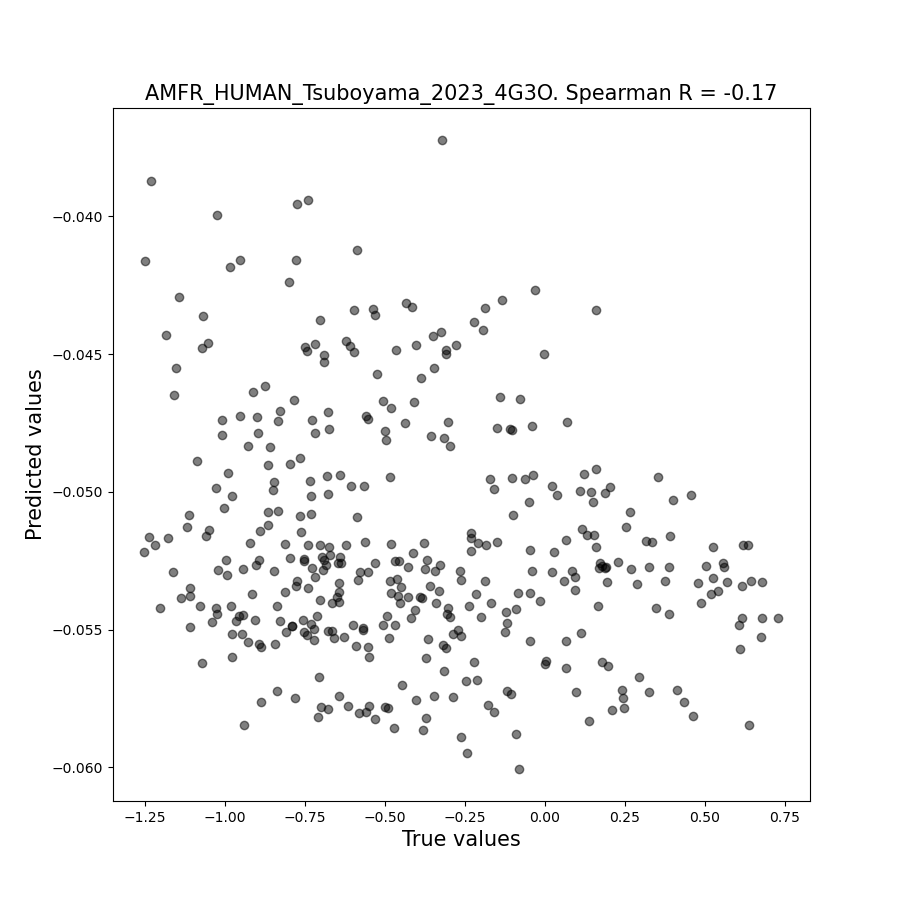 AMFR_HUMAN_Tsuboyama_2023_4G3O. Spearman R = -0.17
Predicted values
−0.040
−0.045
−0.050
−0.055
−0.060
−1.25 −1.00 −0.75 −0.50 −0.25 0.00 0.25 0.50 0.75
True values